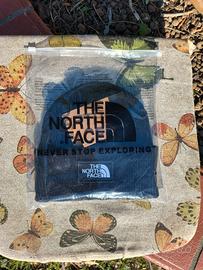 THE
NORTH
FACE
NEVER STOP EXPLORING
THE
NORTH
FACE